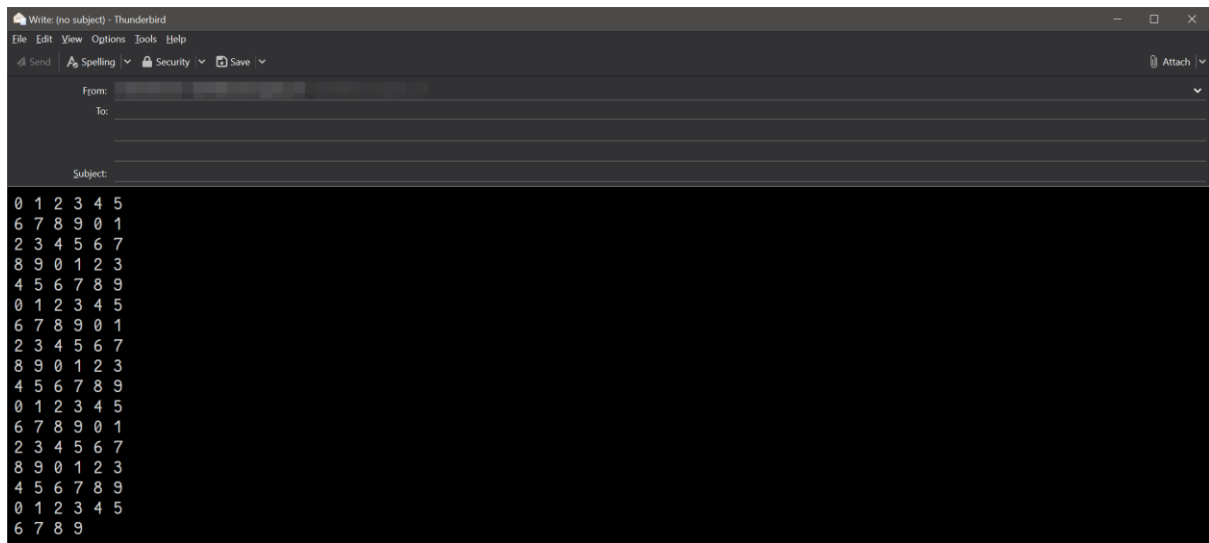 Write: (no subject) - Thunderbird
File Edit View Options Tools Help
Send Spelling Security Save Attach
From:
To:
Subject:
0 1 2 3 4 5
6 7 8 9 0 1
2 3 4 5 6 7
8 9 0 1 2 3
4 5 6 7 8 9
0 1 2 3 4 5
6 7 8 9 0 1
2 3 4 5 6 7
8 9 0 1 2 3
4 5 6 7 8 9
0 1 2 3 4 5
6 7 8 9 0 1
2 3 4 5 6 7
8 9 0 1 2 3
4 5 6 7 8 9
0 1 2 3 4 5
6 7 8 9